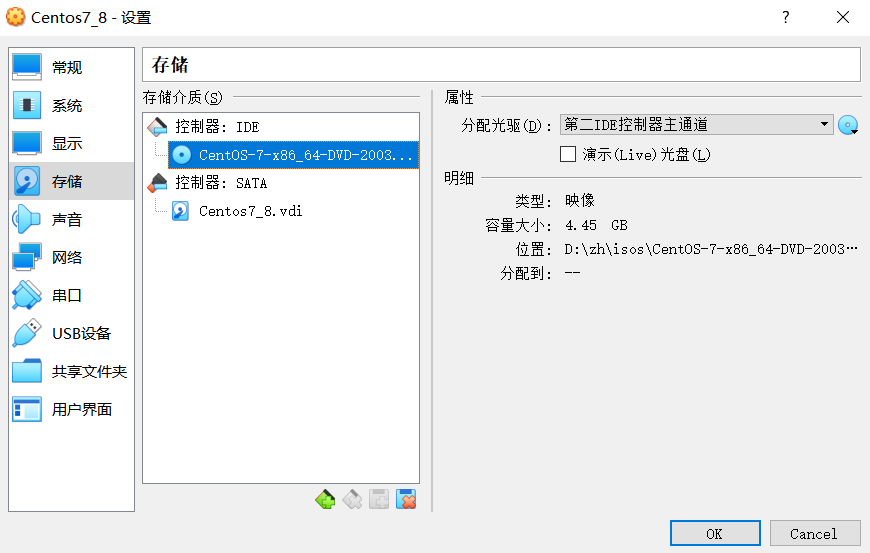 Centos7_8 - 设置
?
常规
系统
显示
存储
声音
网络
串口
USB设备
共享文件夹
用户界面
存储
存储介质(S)
控制器: IDE
CentOS-7-x86_64-DVD-2003...
控制器: SATA
Centos7_8.vdi
属性
分配光驱(D): 第二IDE控制器主通道
演示(Live)光盘(L)
明细
类型: 映像
容量大小: 4.45 GB
位置: D:\zh\isos\CentOS-7-x86_64-DVD-2003…
分配到: --
OK
Cancel